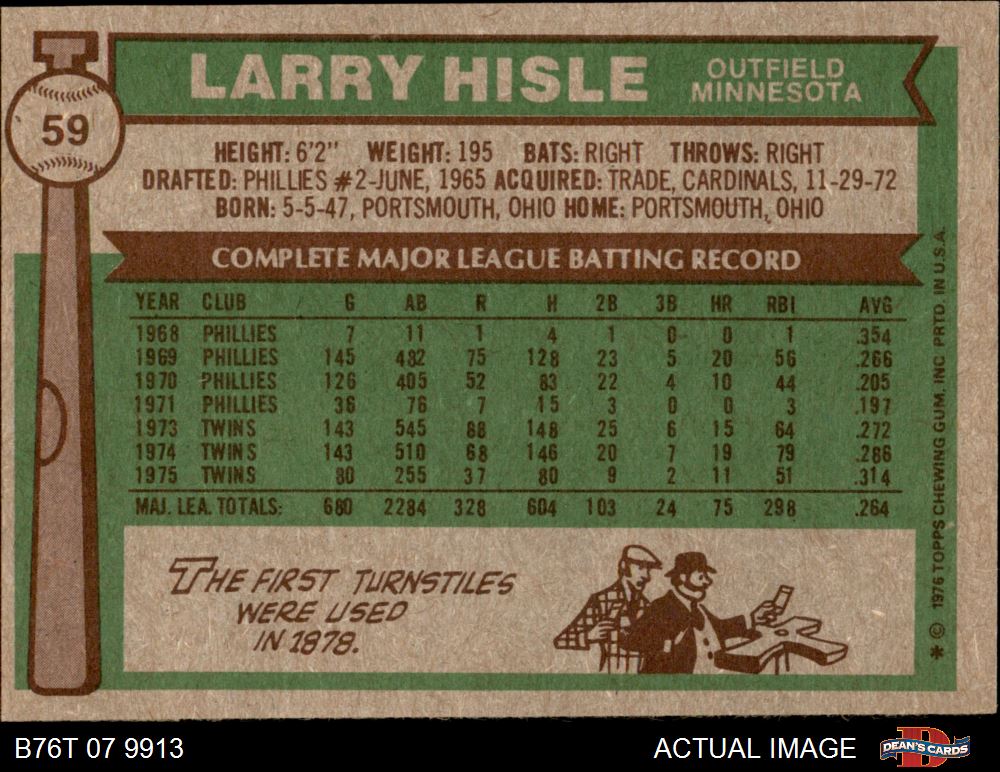 59
LARRY HISLE
OUTFIELD
MINNESOTA
HEIGHT: 6'2" WEIGHT: 195 BATS: RIGHT THROWS: RIGHT
DRAFTED: PHILLIES #2-JUNE, 1965 ACQUIRED: TRADE, CARDINALS, 11-29-72
BORN: 5-5-47, PORTSMOUTH, OHIO HOME: PORTSMOUTH, OHIO
COMPLETE MAJOR LEAGUE BATTING RECORD
YEAR CLUB G AB R H 2B 3B HR RBI AVG
1968 PHILLIES 7 11 1 4 1 0 0 1 .354
1969 PHILLIES 145 482 75 128 23 5 20 56 .266
1970 PHILLIES 126 405 52 83 22 4 10 44 .205
1971 PHILLIES 36 76 7 15 3 0 0 3 .197
1973 TWINS 143 545 88 148 25 6 15 64 .272
1974 TWINS 143 510 68 146 20 7 19 79 .286
1975 TWINS 80 255 37 80 9 2 11 51 .314
MAJ. LEA. TOTALS: 680 2284 328 604 103 24 75 298 .264
THE FIRST TURNSTILES
WERE USED
IN 1878.
* © 1976 TOPPS CHEWING GUM, INC PRTD. IN U.S.A.
B76T 07 9913
ACTUAL IMAGE
DEAN'S CARDS